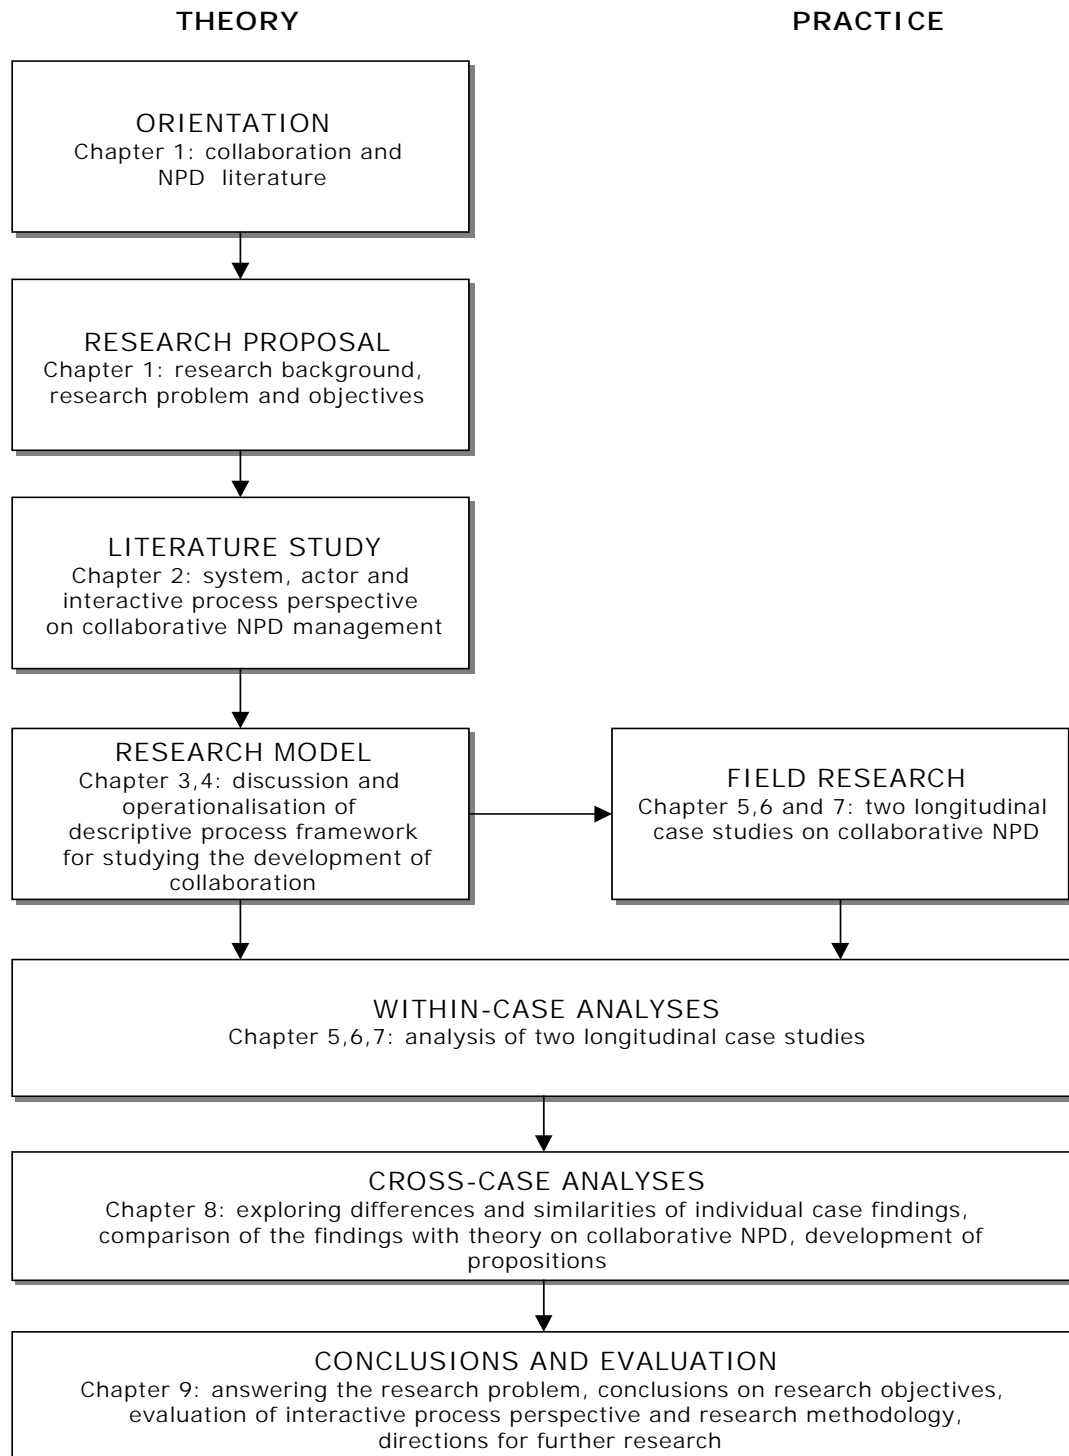 THEORY
PRACTICE
ORIENTATION
Chapter 1: collaboration and
NPD literature
RESEARCH PROPOSAL
Chapter 1: research background,
research problem and objectives
LITERATURE STUDY
Chapter 2: system, actor and
interactive process perspective
on collaborative NPD management
RESEARCH MODEL
Chapter 3,4: discussion and
operationalisation of
descriptive process framework
for studying the development of
collaboration
FIELD RESEARCH
Chapter 5,6 and 7: two longitudinal
case studies on collaborative NPD
WITHIN-CASE ANALYSES
Chapter 5,6,7: analysis of two longitudinal case studies
CROSS-CASE ANALYSES
Chapter 8: exploring differences and similarities of individual case findings,
comparison of the findings with theory on collaborative NPD, development of
propositions
CONCLUSIONS AND EVALUATION
Chapter 9: answering the research problem, conclusions on research objectives,
evaluation of interactive process perspective and research methodology,
directions for further research